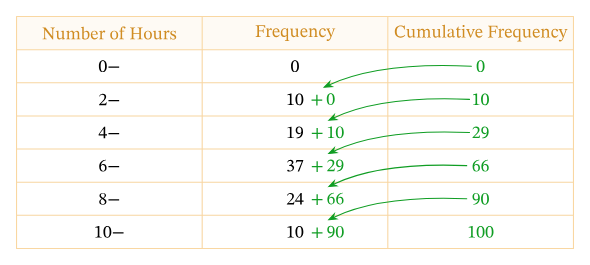 Number of Hours Frequency Cumulative Frequency
0− 0 0
2− 10 +0 10
4− 19 +10 29
6− 37 +29 66
8− 24 +66 90
10− 10 +90 100